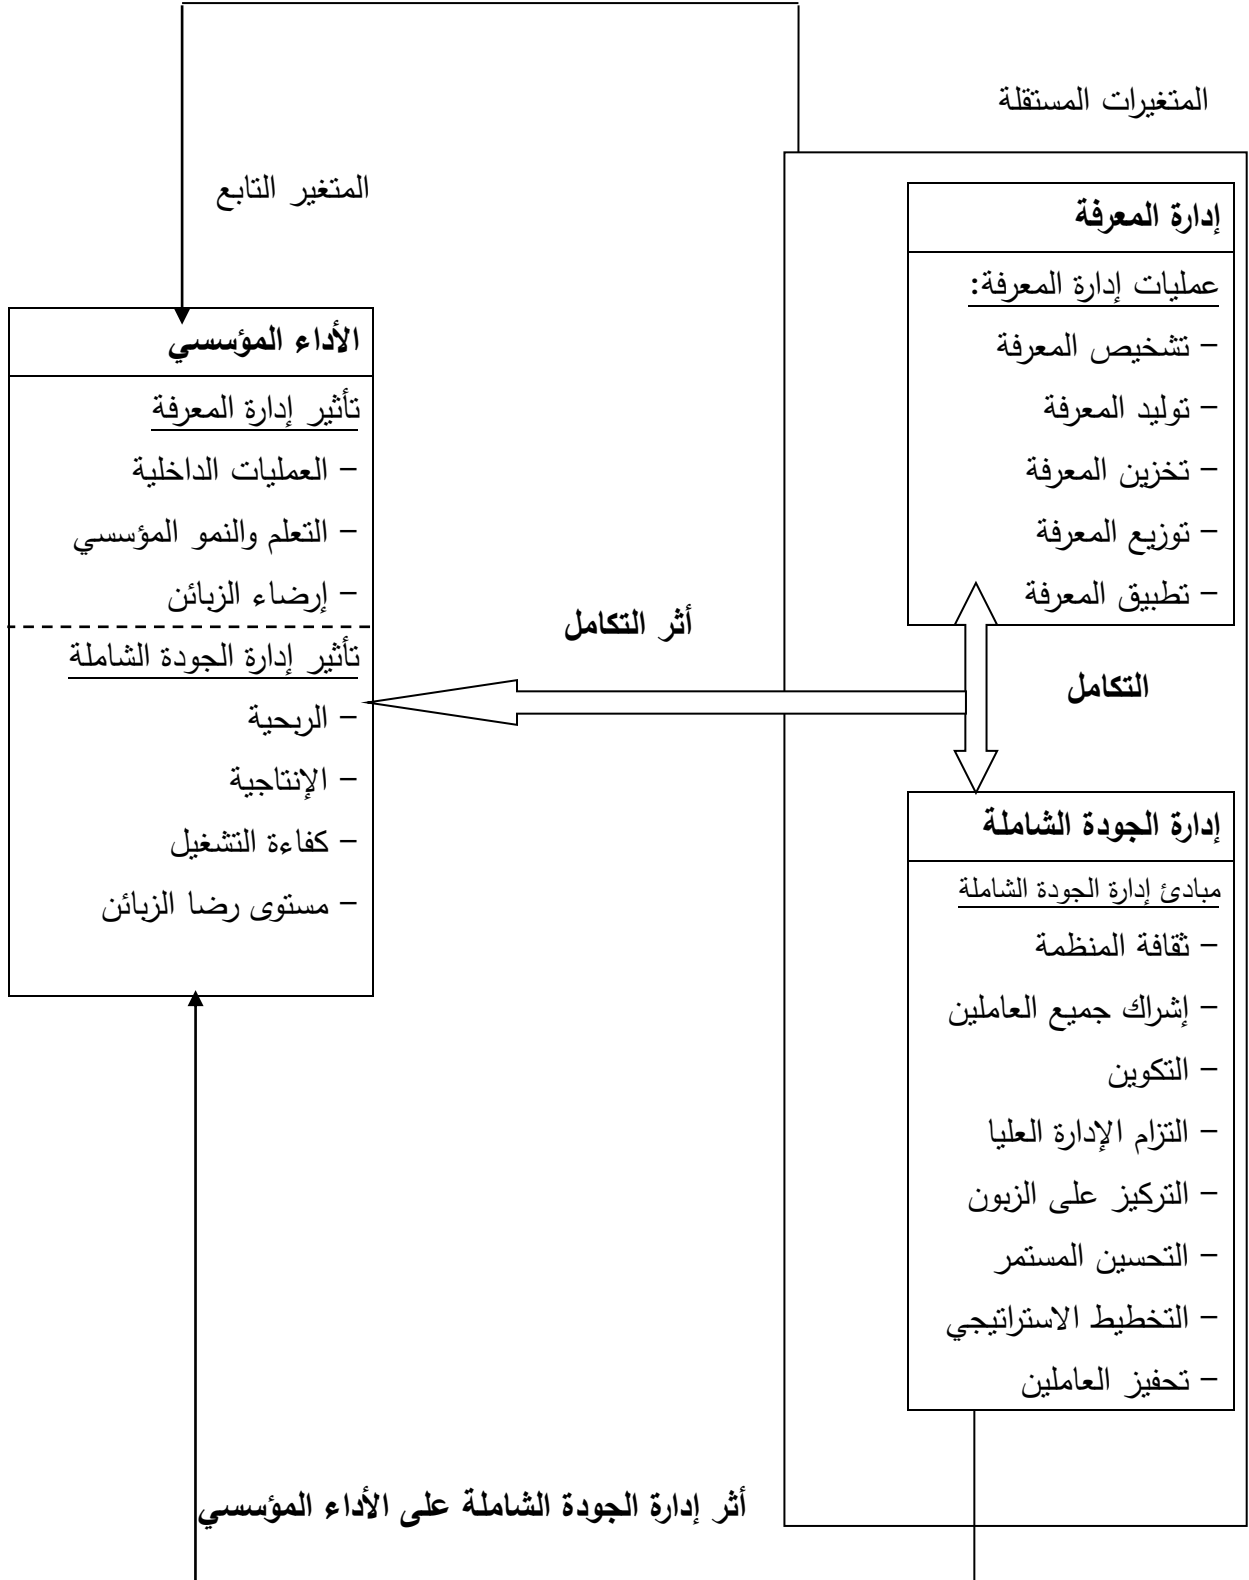 المتغيرات المستقلة
إدارة المعرفة
عمليات إدارة المعرفة:
- تشخيص المعرفة
- توليد المعرفة
- تخزين المعرفة
- توزيع المعرفة
- تطبيق المعرفة
التكامل
إدارة الجودة الشاملة
مبادئ إدارة الجودة الشاملة
- ثقافة المنظمة
- إشراك جميع العاملين
- التكوين
- التزام الإدارة العليا
- التركيز على الزبون
- التحسين المستمر
- التخطيط الاستراتيجي
- تحفيز العاملين
أثر التكامل
المتغير التابع
الأداء المؤسسي
تأثير إدارة المعرفة
- العمليات الداخلية
- التعلم والنمو المؤسسي
- إرضاء الزبائن
تأثير إدارة الجودة الشاملة
- الربحية
- الإنتاجية
- كفاءة التشغيل
- مستوى رضا الزبائن
أثر إدارة الجودة الشاملة على الأداء المؤسسي